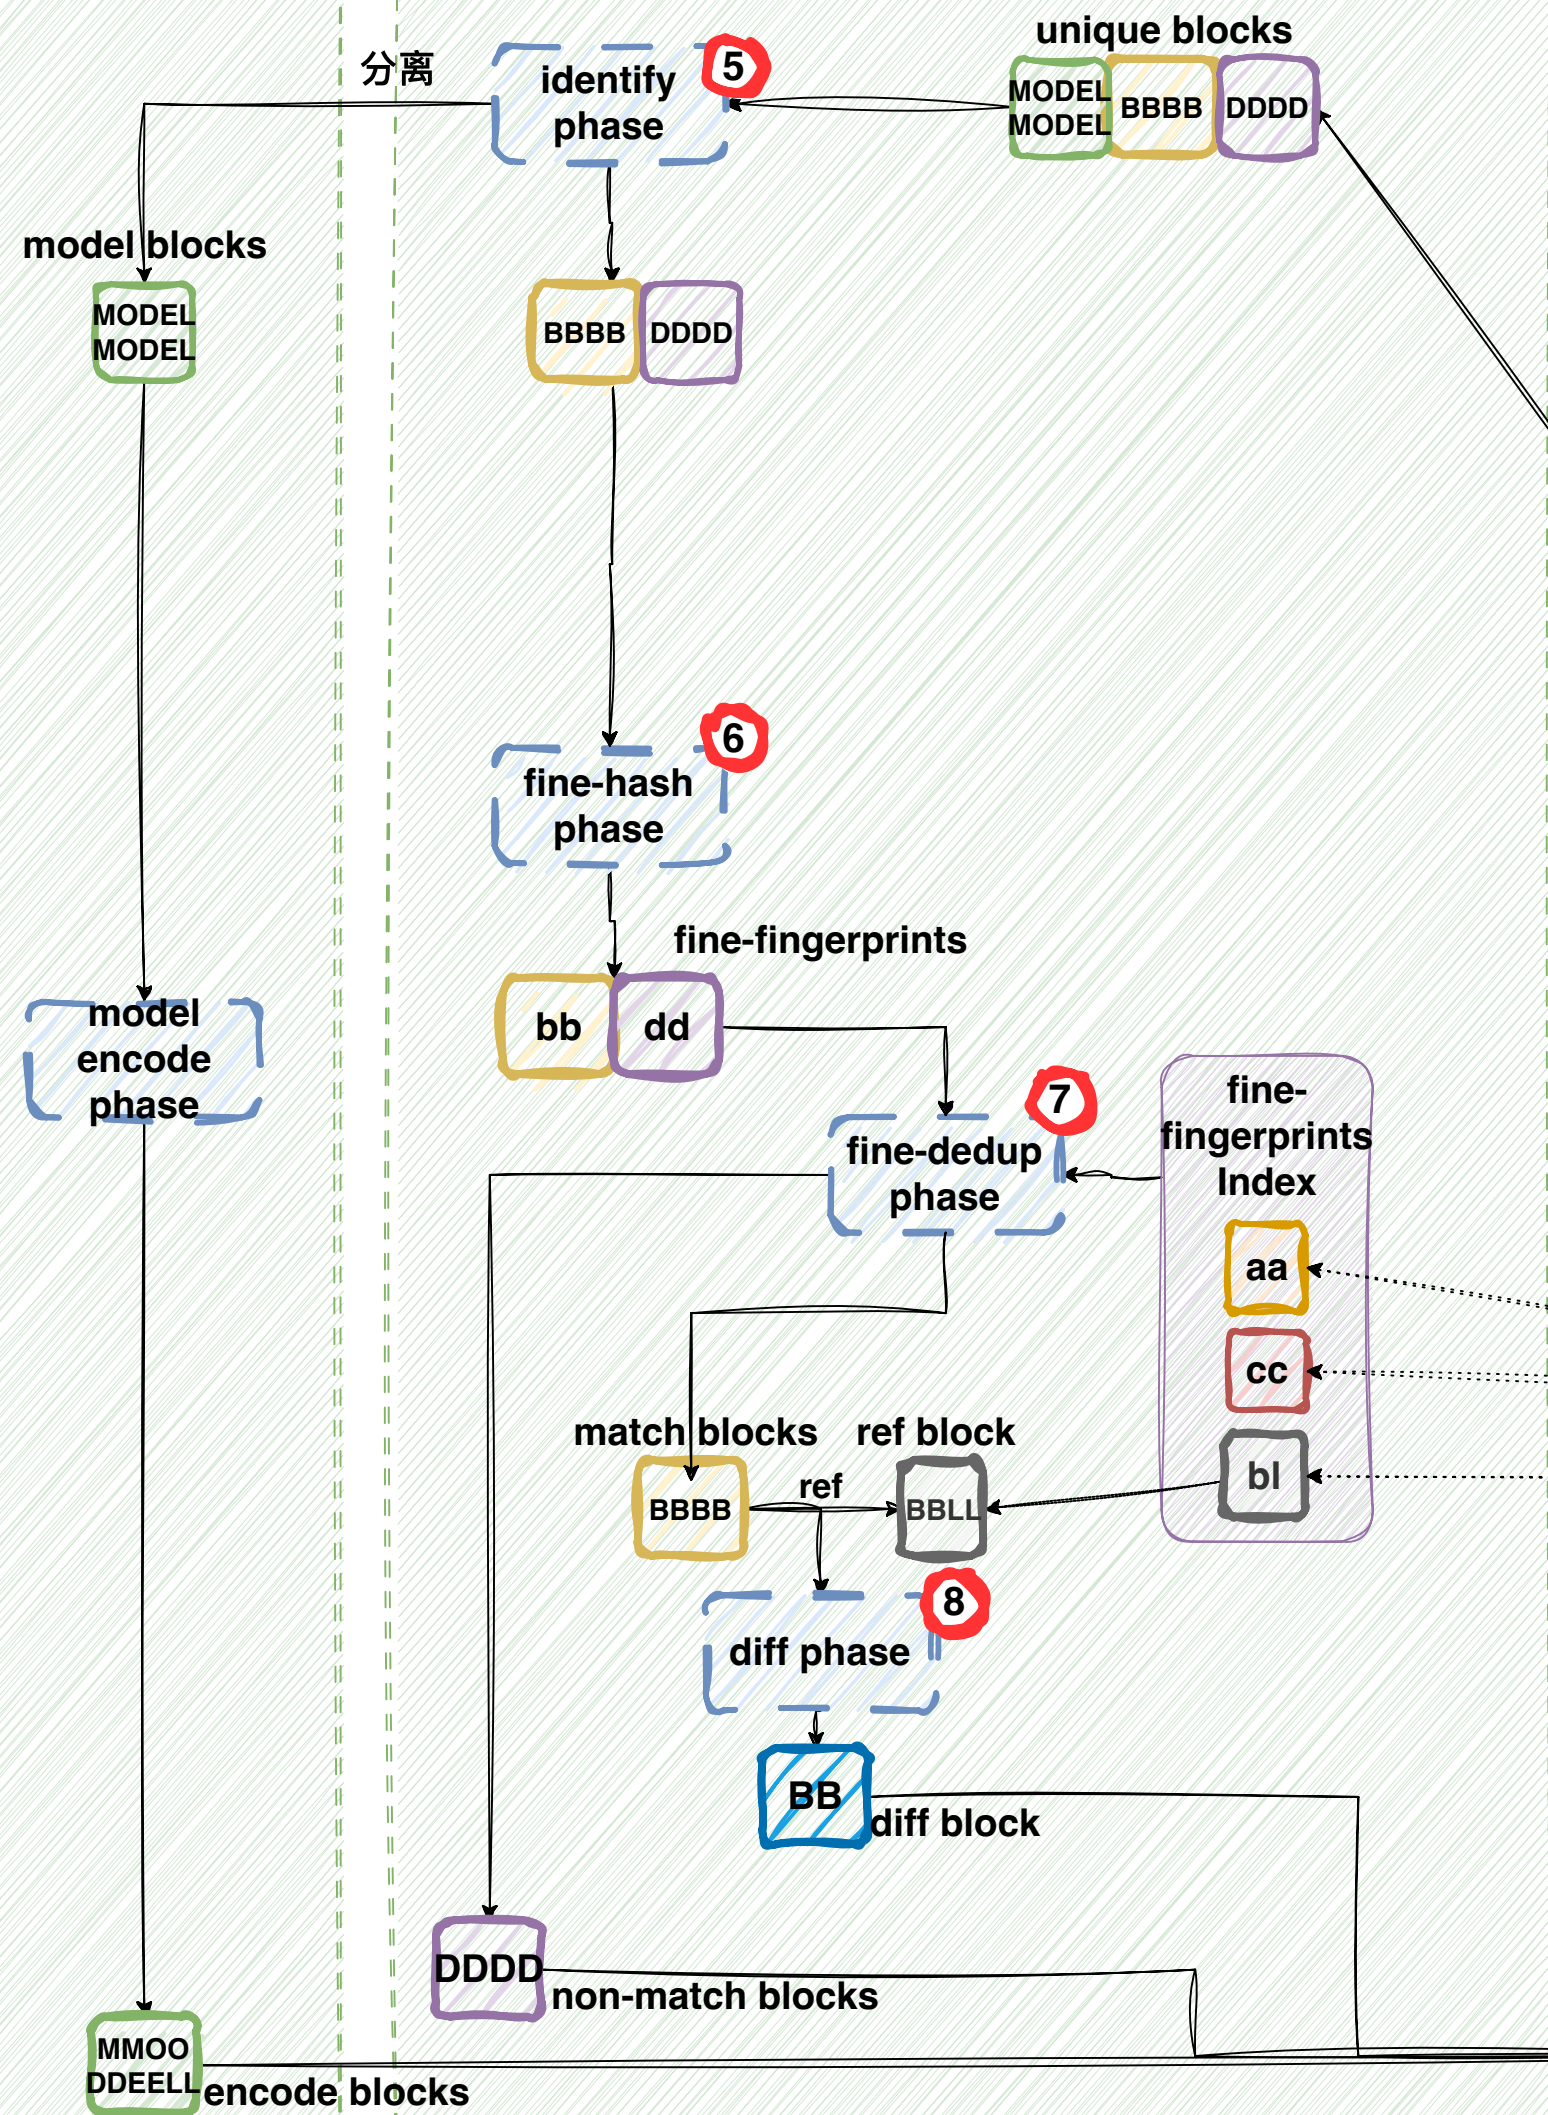 unique blocks
分离
identify
phase
5
MODEL
MODEL
BBBB
DDDD
model blocks
MODEL
MODEL
BBBB
DDDD
fine-hash
phase
6
fine-fingerprints
bb
dd
model
encode
phase
fine-dedup
phase
7
fine-
fingerprints
Index
aa
cc
bl
match blocks
ref block
ref
BBBB
BBLL
diff phase
8
BB
diff block
DDDD
non-match blocks
MMOO
DDEELL
encode blocks